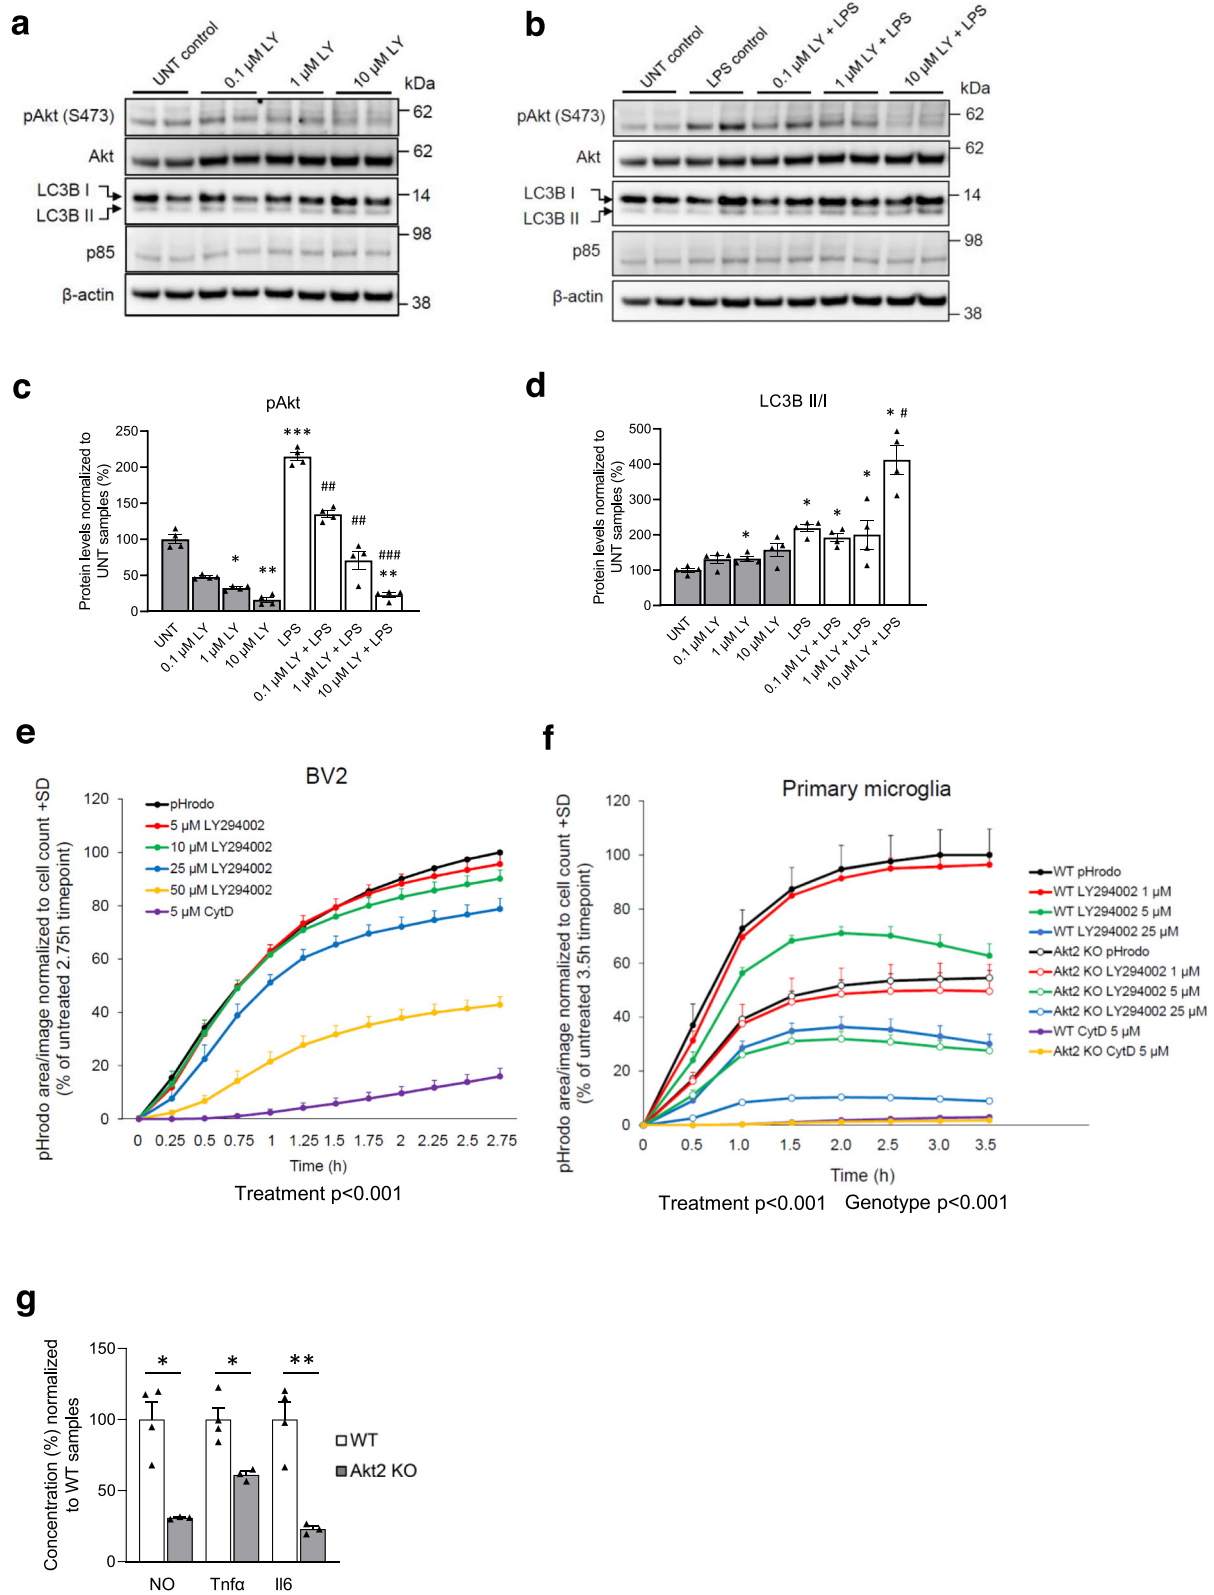 a
UNT control
0.1 µM LY
1 µM LY
10 µM LY
kDa
pAkt (S473)
62
Akt
62
LC3B I
14
LC3B II
98
p85
β-actin
38
b
UNT control
LPS control
0.1 µM LY + LPS
1 µM LY + LPS
10 µM LY + LPS
kDa
pAkt (S473)
62
Akt
62
LC3B I
14
LC3B II
98
p85
β-actin
38
c
pAkt
Protein levels normalized to
UNT samples (%)
250
200
150
100
50
0
*
**
***
##
##
###
**
UNT
0.1 µM LY
1 µM LY
10 µM LY
LPS
0.1 µM LY + LPS
1 µM LY + LPS
10 µM LY + LPS
d
LC3B II/I
Protein levels normalized to
UNT samples (%)
500
400
300
200
100
0
*
*
*
*
* #
UNT
0.1 µM LY
1 µM LY
10 µM LY
LPS
0.1 µM LY + LPS
1 µM LY + LPS
10 µM LY + LPS
e
BV2
pHrodo area/image normalized to cell count +SD
(% of untreated 2.75h timepoint)
120
100
80
60
40
20
0
pHrodo
5 µM LY294002
10 µM LY294002
25 µM LY294002
50 µM LY294002
5 µM CytD
0 0.25 0.5 0.75 1 1.25 1.5 1.75 2 2.25 2.5 2.75
Time (h)
Treatment p<0.001
f
Primary microglia
pHrodo area/image normalized to cell count +SD
(% of untreated 3.5h timepoint)
120
100
80
60
40
20
0
WT pHrodo
WT LY294002 1 µM
WT LY294002 5 µM
WT LY294002 25 µM
Akt2 KO pHrodo
Akt2 KO LY294002 1 µM
Akt2 KO LY294002 5 µM
Akt2 KO LY294002 25 µM
WT CytD 5 µM
Akt2 KO CytD 5 µM
0 0.5 1.0 1.5 2.0 2.5 3.0 3.5
Time (h)
Treatment p<0.001 Genotype p<0.001
g
Concentration (%) normalized
to WT samples
150
100
50
0
*
*
**
WT
Akt2 KO
NO Tnfα Il6